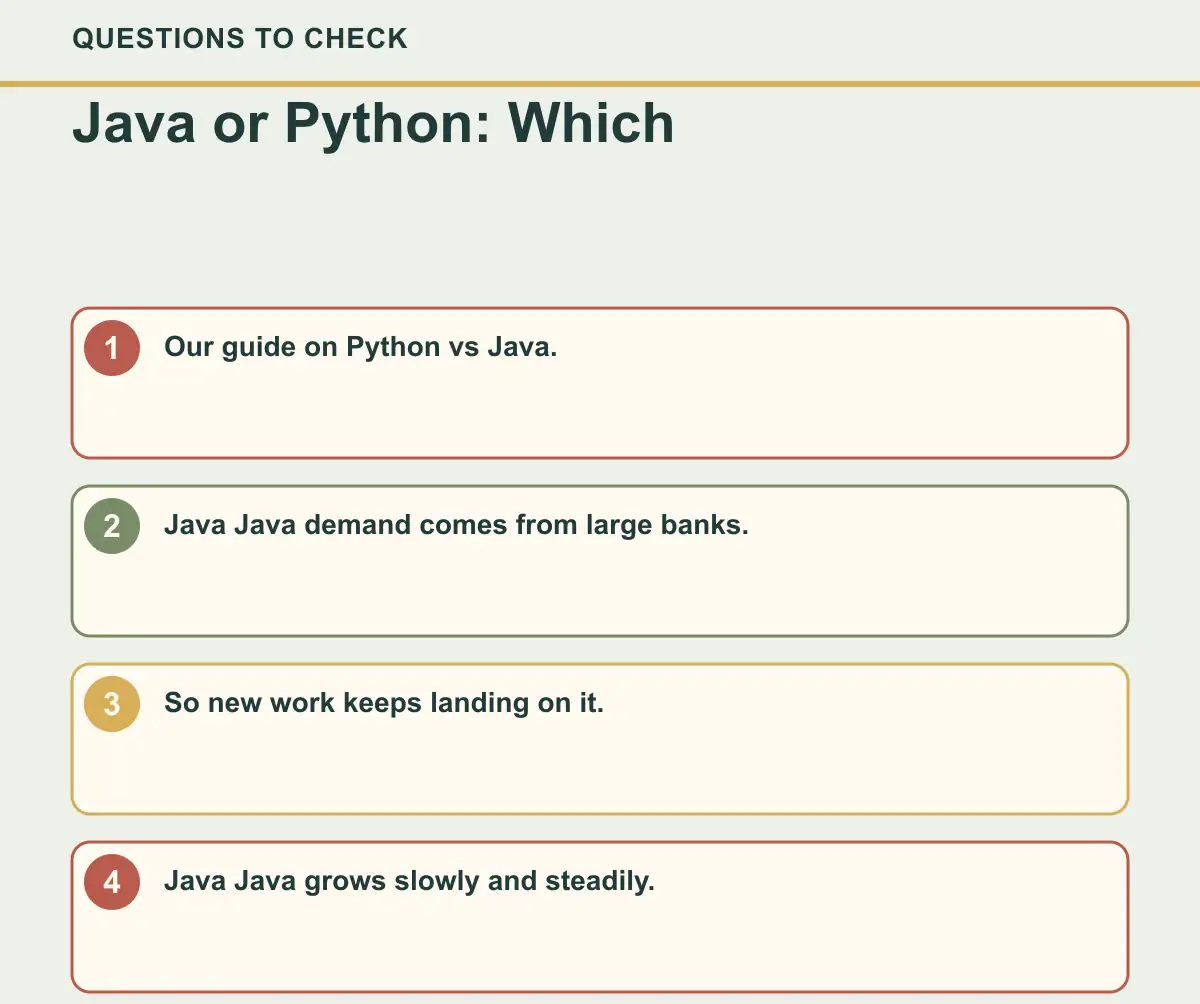 QUESTIONS TO CHECK
Java or Python: Which
1 Our guide on Python vs Java.
2 Java Java demand comes from large banks.
3 So new work keeps landing on it.
4 Java Java grows slowly and steadily.